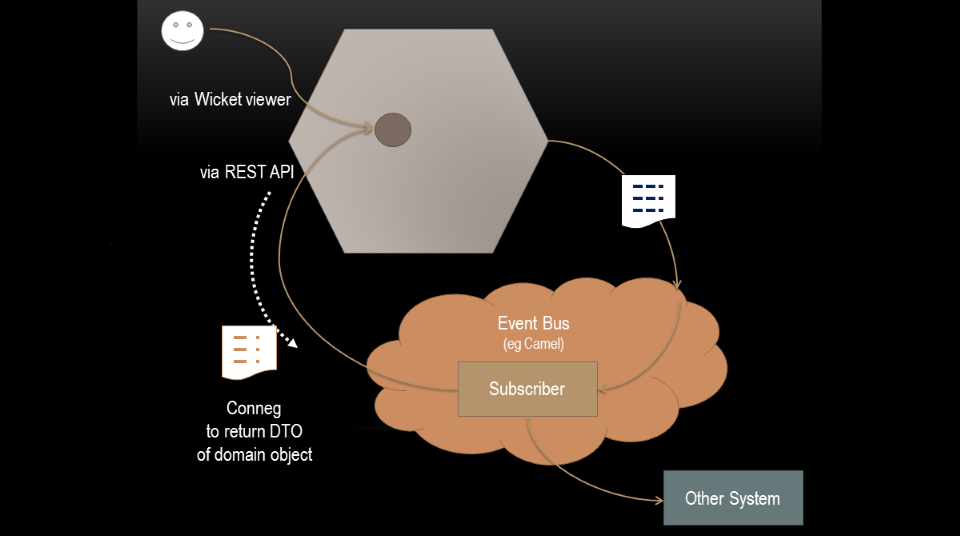 via Wicket viewer
via REST API
Event Bus
(eg Camel)
Subscriber
Conneg
to return DTO
of domain object
Other System